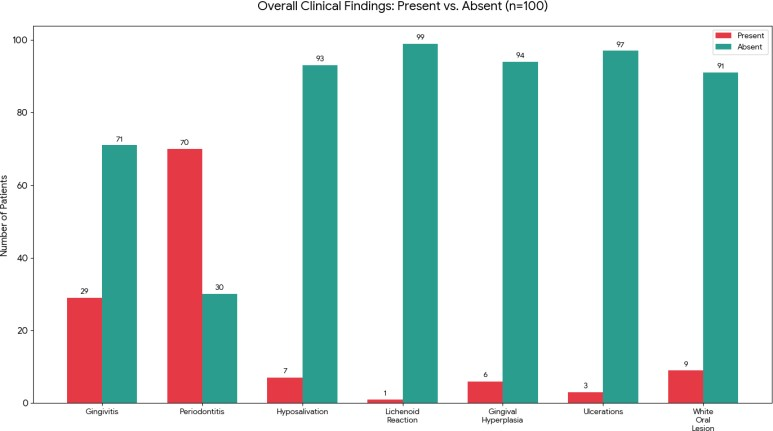 Overall Clinical Findings: Present vs. Absent (n=100)
Present
Absent
Number of Patients
100
80
60
40
20
0
29
71
70
30
7
93
1
99
6
94
3
97
9
91
Gingivitis
Periodontitis
Hyposalivation
Lichenoid
Reaction
Gingival
Hyperplasia
Ulcerations
White
Oral
Lesion